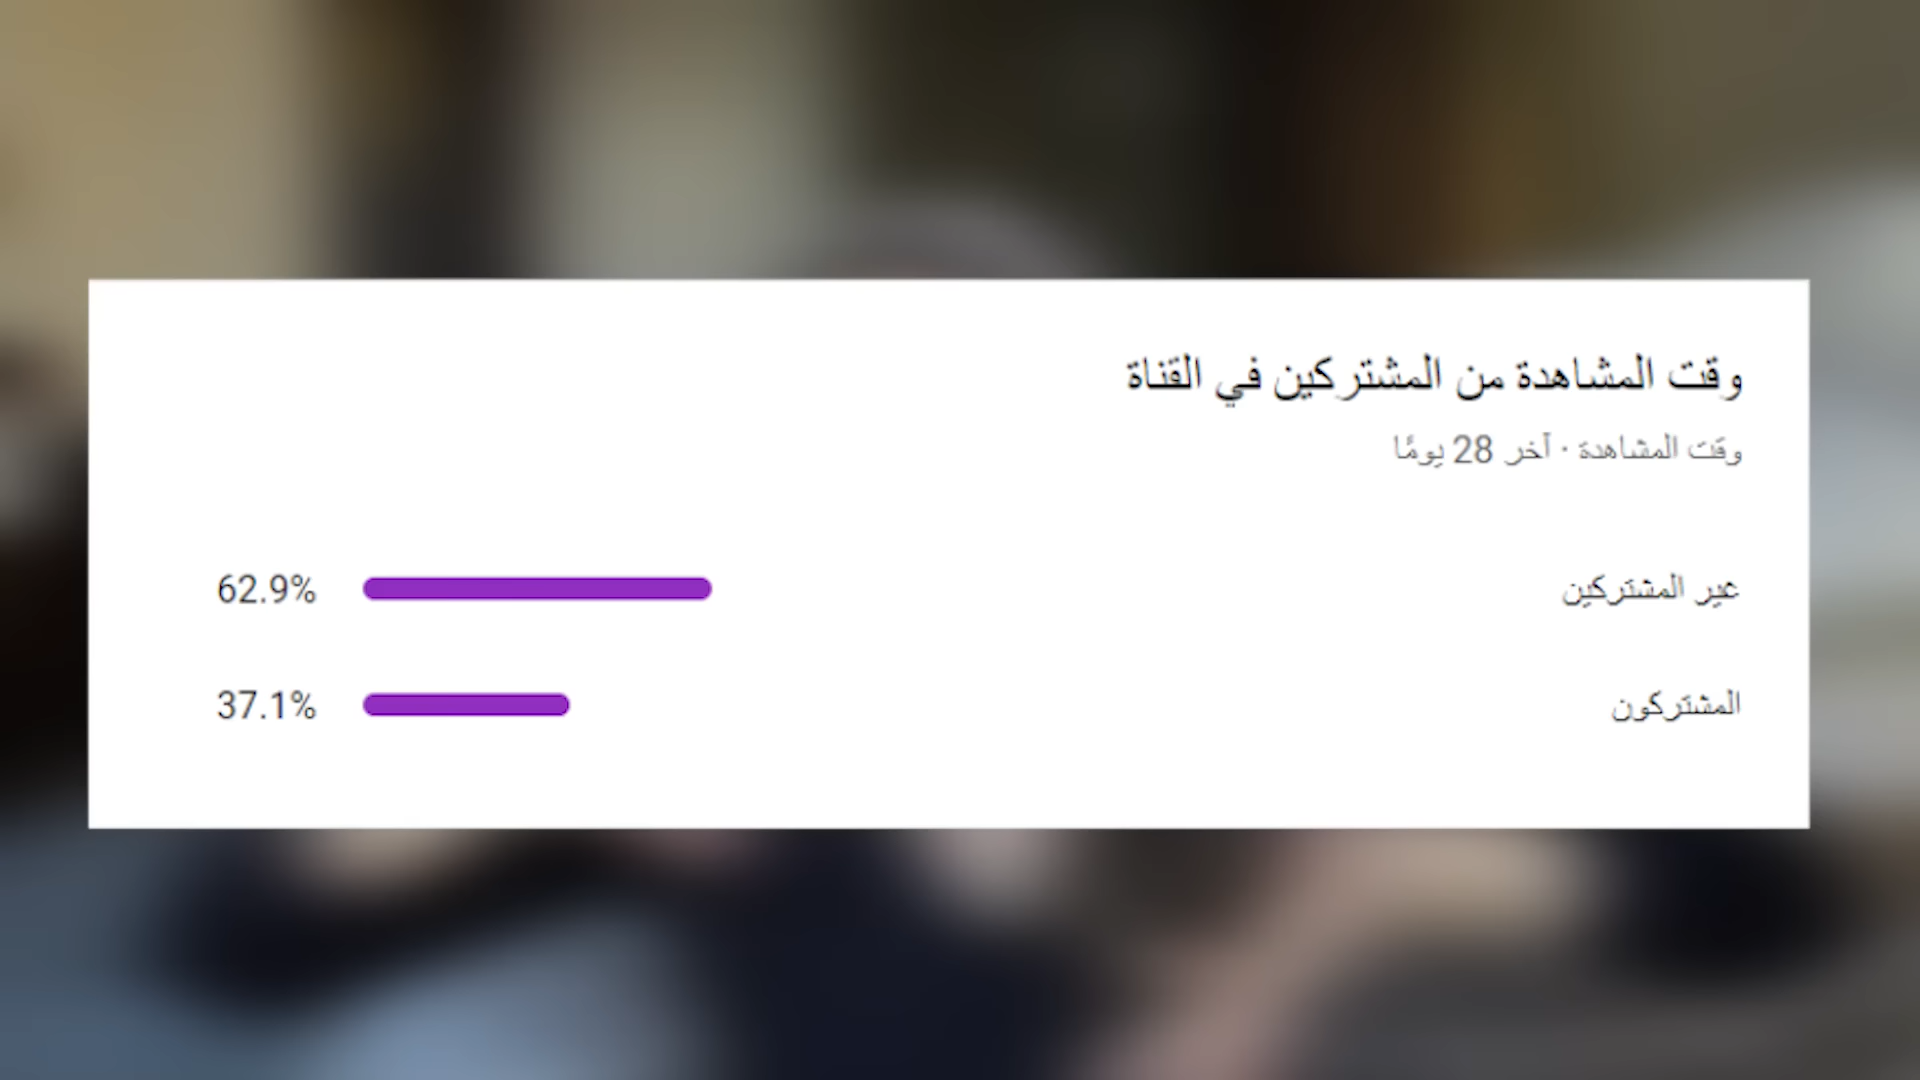 وقت المشاهدة من المشتركين في القناة
وقت المشاهدة · آخر 28 يومًا
غير المشتركين 62.9%
المشتركون 37.1%